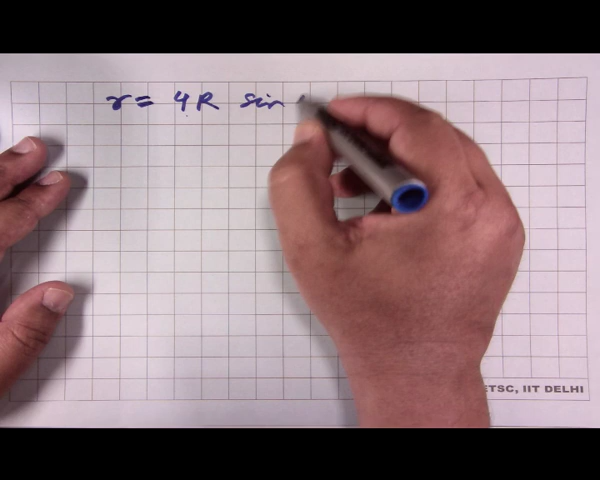 r = 4R sin
ETSC, IIT DELHI